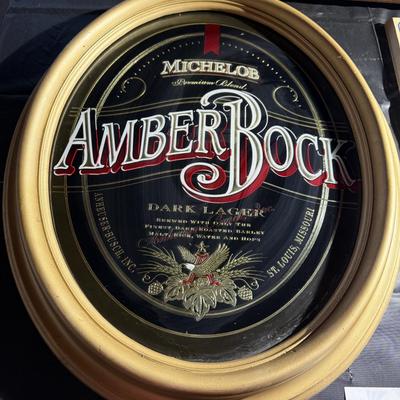 MICHELOB
Premium Blend
AMBERBOCK
DARK LAGER
BREWED WITH ONLY THE
FINEST DARK ROASTED BARLEY
MALT, RICE, WATER AND HOPS
ANHEUSER-BUSCH, INC.
ST. LOUIS, MISSOURI